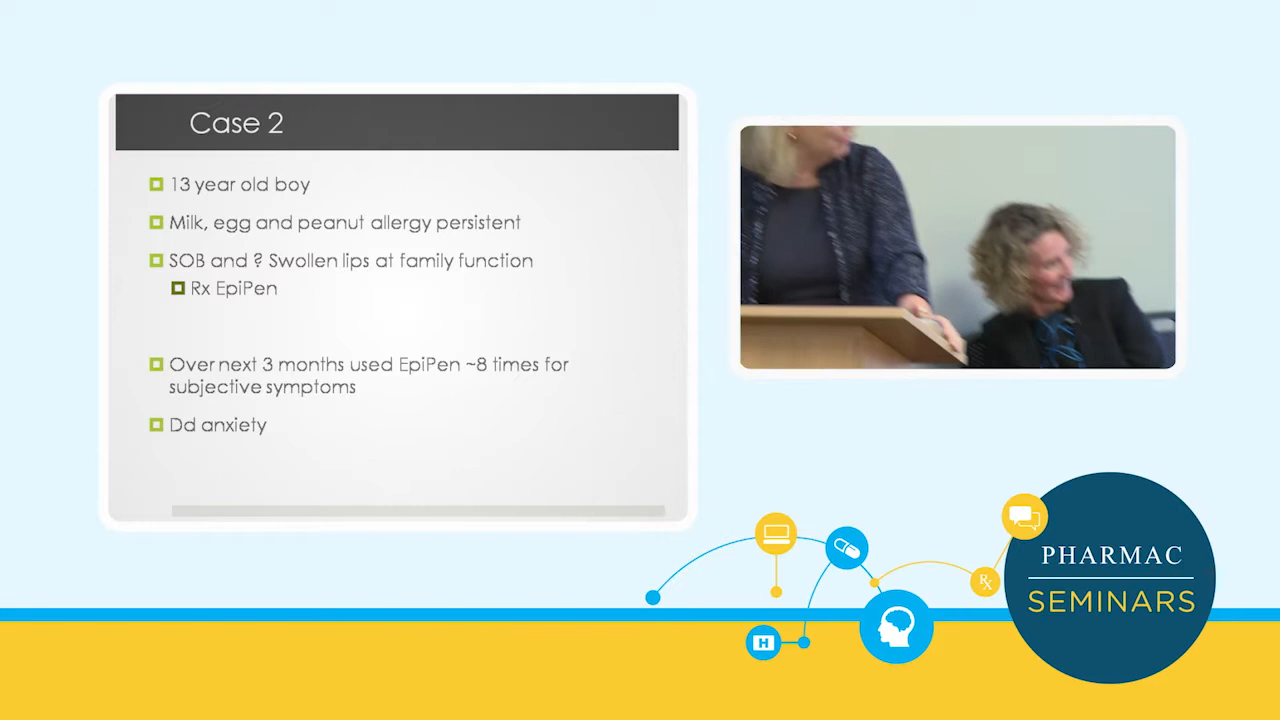 Case 2
13 year old boy
Milk, egg and peanut allergy persistent
SOB and ? Swollen lips at family function
Rx EpiPen
Over next 3 months used EpiPen ~8 times for
subjective symptoms
Dd anxiety
H
Rx
PHARMAC
SEMINARS